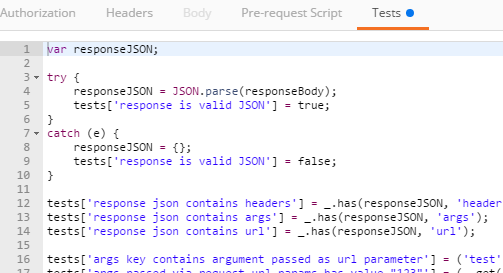 Authorization Headers Body Pre-request Script Tests
1 var responseJSON;
2
3 try {
4 responseJSON = JSON.parse(responseBody);
5 tests['response is valid JSON'] = true;
6 }
7 catch (e) {
8 responseJSON = {};
9 tests['response is valid JSON'] = false;
10 }
11
12 tests['response json contains headers'] = _.has(responseJSON, 'header
13 tests['response json contains args'] = _.has(responseJSON, 'args');
14 tests['response json contains url'] = _.has(responseJSON, 'url');
15
16 tests['args key contains argument passed as url parameter'] = ('test'
17 tests['args passed via request url params has value "123"'] = (_.get(